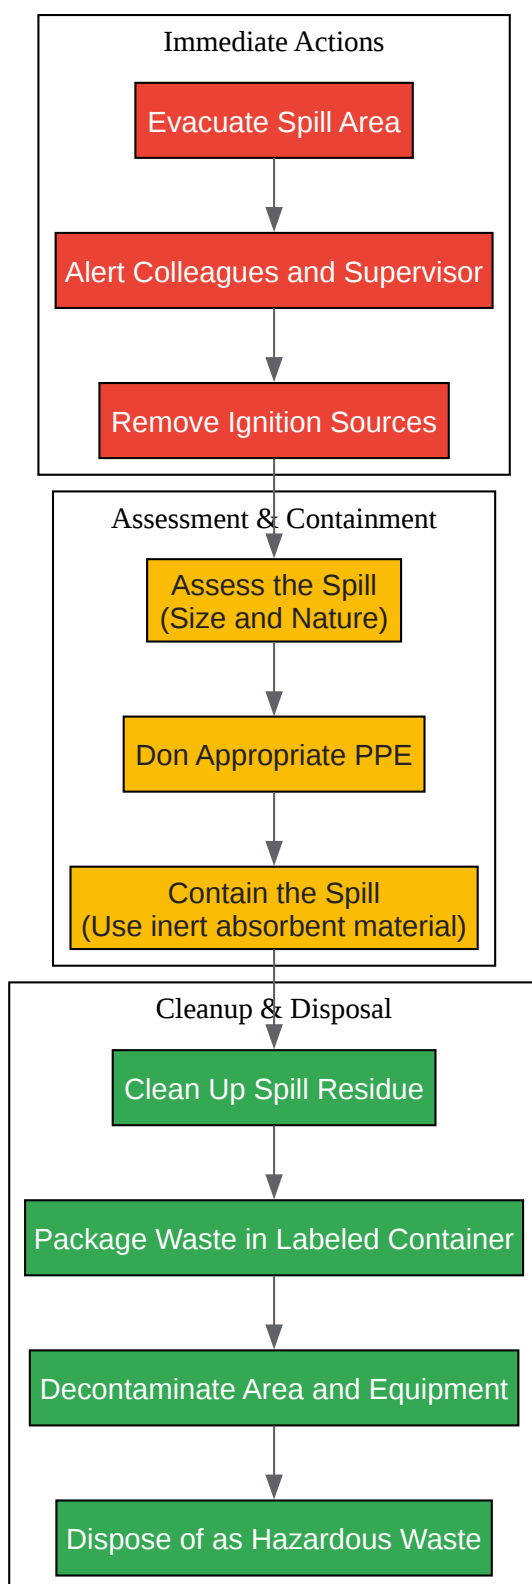 Immediate Actions
Evacuate Spill Area
Alert Colleagues and Supervisor
Remove Ignition Sources
Assessment & Containment
Assess the Spill
(Size and Nature)
Don Appropriate PPE
Contain the Spill
(Use inert absorbent material)
Cleanup & Disposal
Clean Up Spill Residue
Package Waste in Labeled Container
Decontaminate Area and Equipment
Dispose of as Hazardous Waste